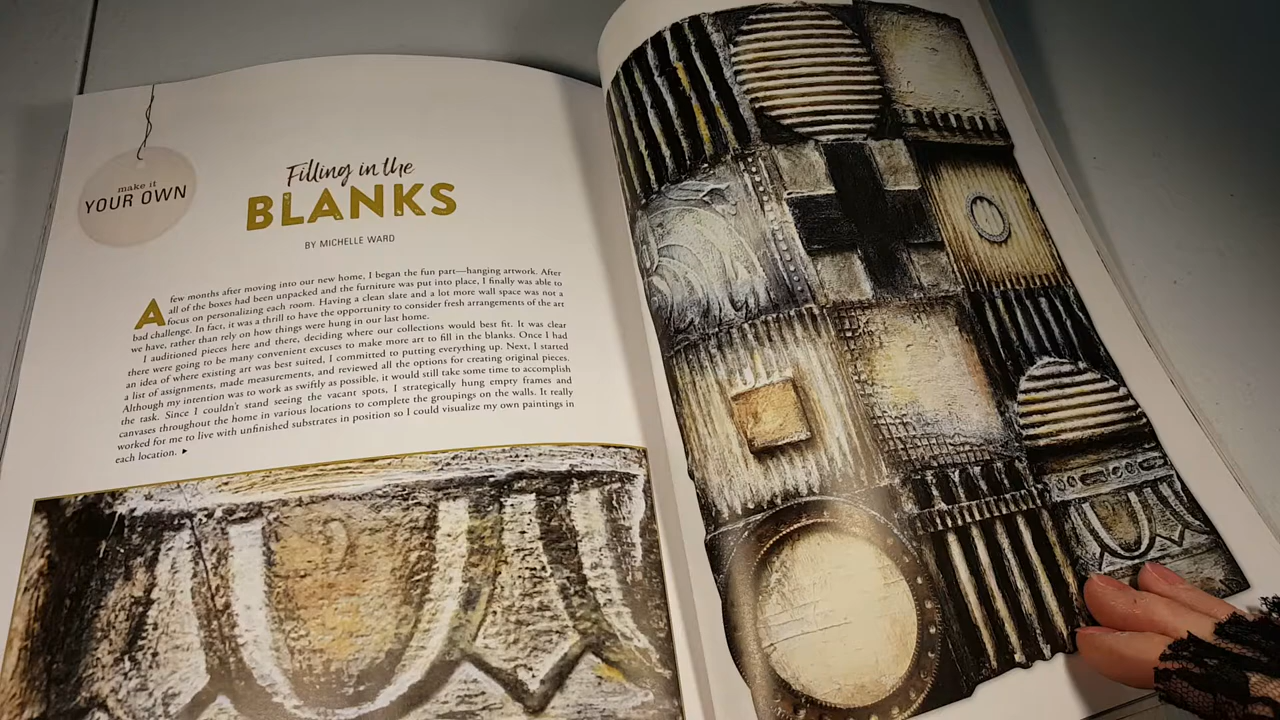 make it
YOUR OWN
Filling in the
BLANKS
BY MICHELLE WARD
A few months after moving into our new home, I began the fun part—hanging artwork. After
all of the boxes had been unpacked and the furniture was put into place, I finally was able to
focus on personalizing each room. Having a clean slate and a lot more wall space was not a
bad challenge. In fact, it was a thrill to have the opportunity to consider fresh arrangements of the art
we have, rather than rely on how things were hung in our last home.
I auditioned pieces here and there, deciding where our collections would best fit. It was clear
there were going to be many convenient excuses to make more art to fill in the blanks. Once I had
an idea of where existing art was best suited, I committed to putting everything up. Next, I started
a list of assignments, made measurements, and reviewed all the options for creating original pieces.
Although my intention was to work as swiftly as possible, it would still take some time to accomplish
the task. Since I couldn't stand seeing the vacant spots, I strategically hung empty frames and
canvases throughout the home in various locations to complete the groupings on the walls. It really
worked for me to live with unfinished substrates in position so I could visualize my own paintings in
each location. ▶